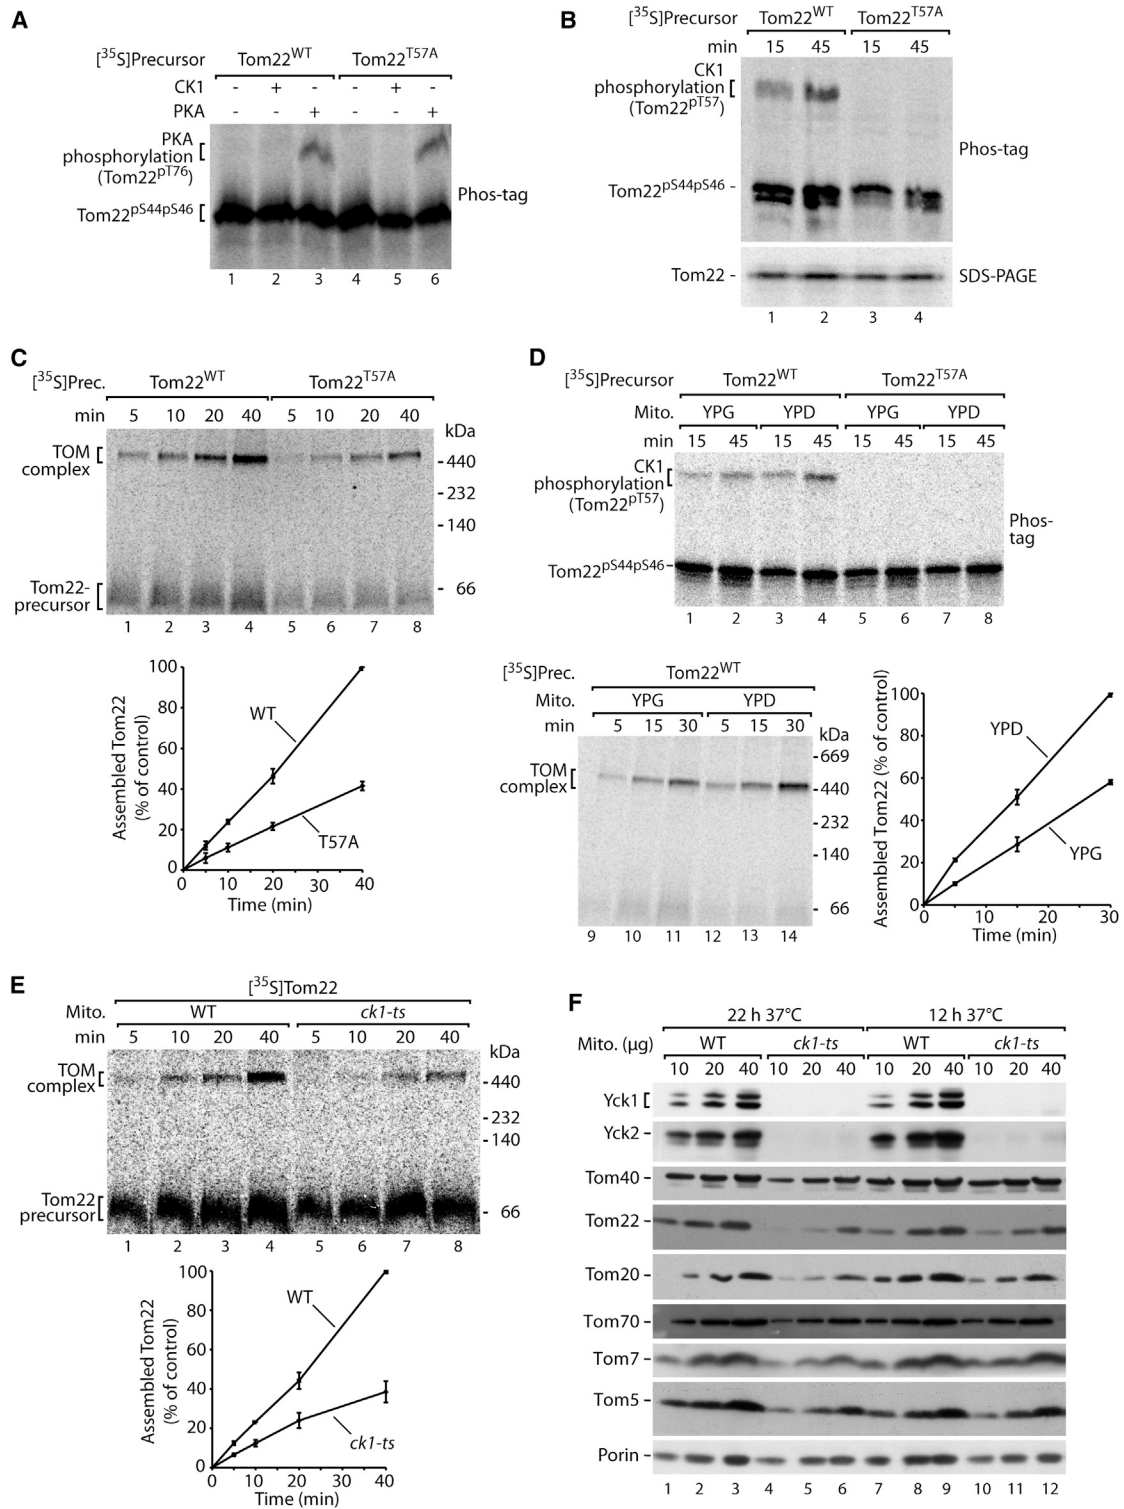 A
[³⁵S]Precursor Tom22ᵂᵀ Tom22ᵀ⁵⁷ᴬ
CK1 - + - - + -
PKA - - + - - +
PKA
phosphorylation
(Tom22ᵖᵀ⁷⁶)
Tom22ᵖˢ⁴⁴ᵖˢ⁴⁶
Phos-tag
1 2 3 4 5 6
B
[³⁵S]Precursor Tom22ᵂᵀ Tom22ᵀ⁵⁷ᴬ
min 15 45 15 45
CK1
phosphorylation
(Tom22ᵖᵀ⁵⁷)
Phos-tag
Tom22ᵖˢ⁴⁴ᵖˢ⁴⁶ -
Tom22 - SDS-PAGE
1 2 3 4
C
[³⁵S]Prec. Tom22ᵂᵀ Tom22ᵀ⁵⁷ᴬ
min 5 10 20 40 5 10 20 40
kDa
TOM
complex
- 440
- 232
- 140
- 66
Tom22-
precursor
1 2 3 4 5 6 7 8
Assembled Tom22
(% of control)
100
80
60
40
20
0
WT
T57A
0 10 20 30 40
Time (min)
D
[³⁵S]Precursor Tom22ᵂᵀ Tom22ᵀ⁵⁷ᴬ
Mito. YPG YPD YPG YPD
min 15 45 15 45 15 45 15 45
CK1
phosphorylation
(Tom22ᵖᵀ⁵⁷)
Phos-
tag
Tom22ᵖˢ⁴⁴ᵖˢ⁴⁶-
1 2 3 4 5 6 7 8
[³⁵S]Prec. Tom22ᵂᵀ
Mito. YPG YPD
min 5 15 30 5 15 30
kDa
TOM
complex
- 669
- 440
- 232
- 140
- 66
9 10 11 12 13 14
Assembled Tom22 (% of control)
100
80
60
40
20
0
YPD
YPG
0 10 20 30
Time (min)
E
[³⁵S]Tom22
Mito. WT ck1-ts
min 5 10 20 40 5 10 20 40
kDa
TOM
complex
- 440
- 232
- 140
Tom22
precursor
- 66
1 2 3 4 5 6 7 8
Assembled Tom22
(% of control)
100
80
60
40
20
0
WT
ck1-ts
0 10 20 30 40
Time (min)
F
22 h 37°C 12 h 37°C
Mito. (μg) WT ck1-ts WT ck1-ts
10 20 40 10 20 40 10 20 40 10 20 40
Yck1
Yck2 -
Tom40 -
Tom22 -
Tom20 -
Tom70 -
Tom7 -
Tom5 -
Porin -
1 2 3 4 5 6 7 8 9 10 11 12